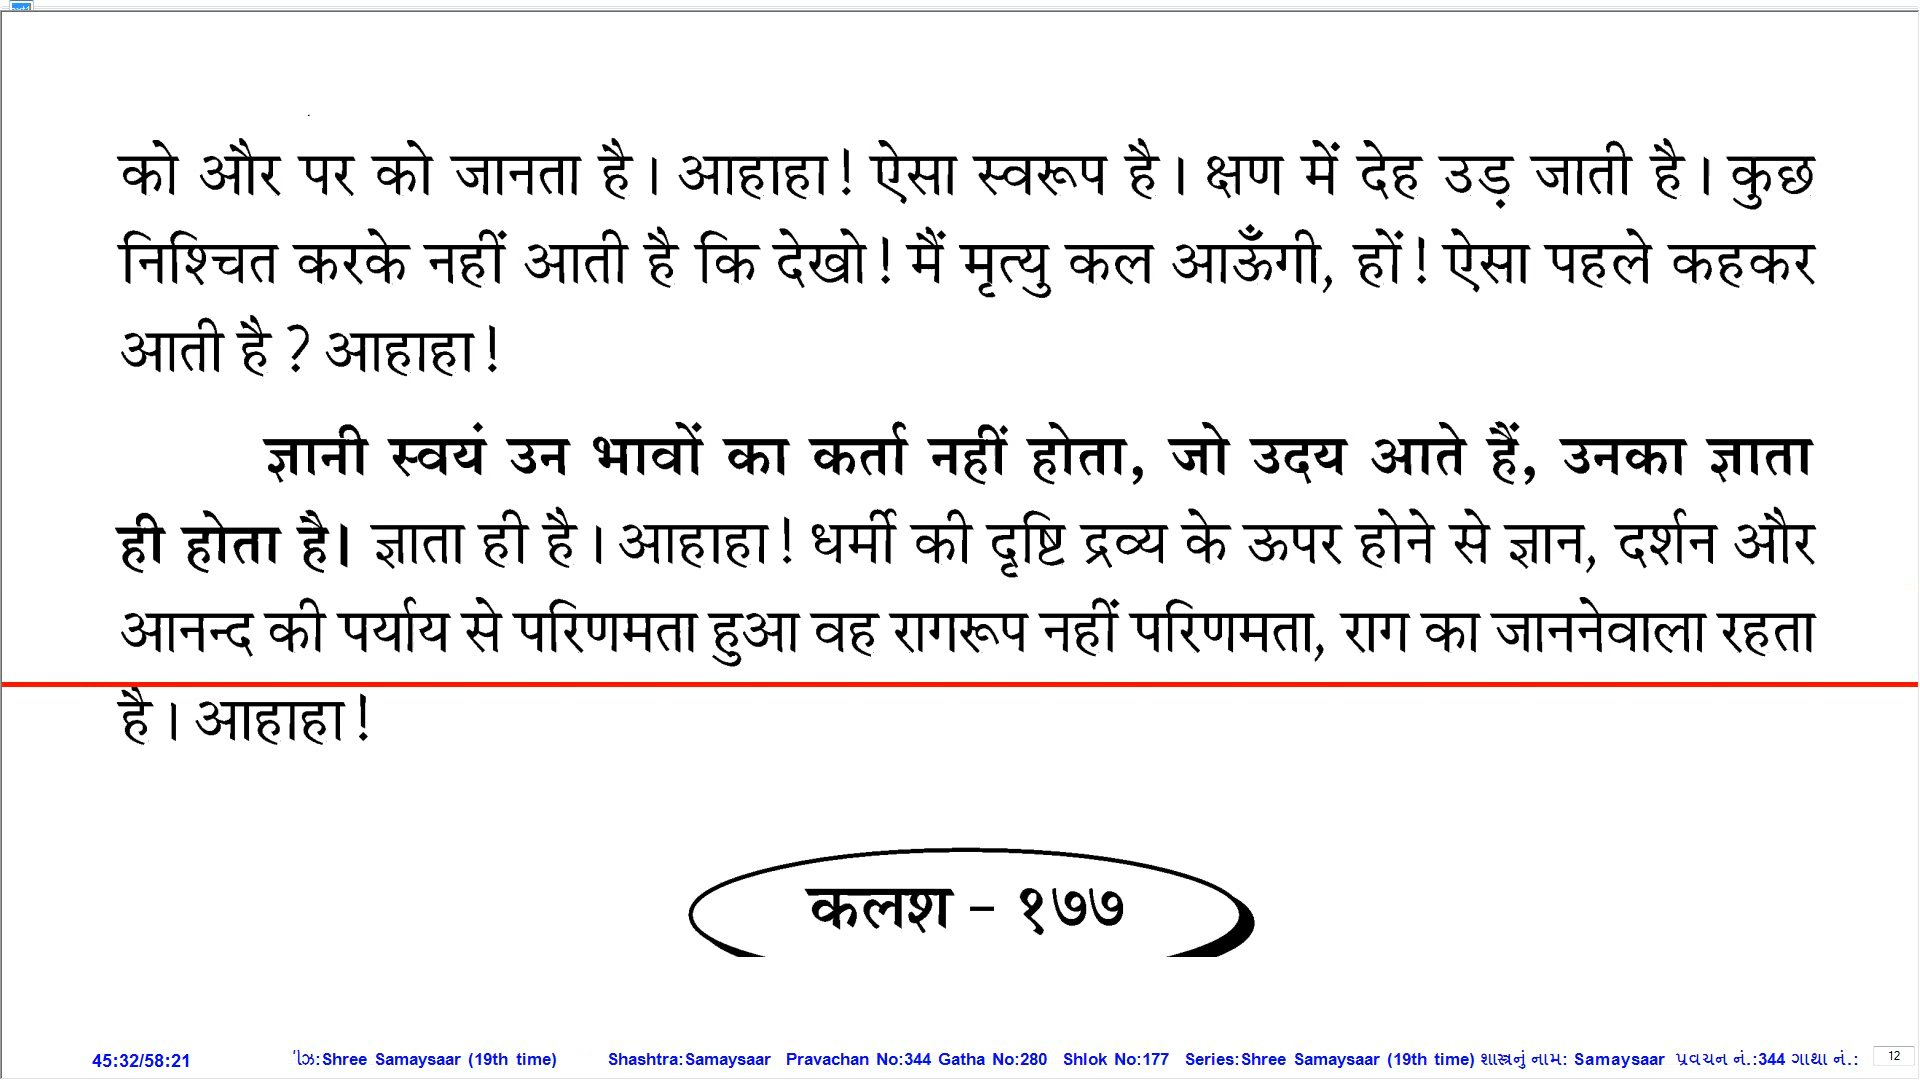 को और पर को जानता है। आहाहा! ऐसा स्वरूप है। क्षण में देह उड़ जाती है। कुछ
निश्चित करके नहीं आती है कि देखो! मैं मृत्यु कल आऊँगी, हों! ऐसा पहले कहकर
आती है ? आहाहा!
ज्ञानी स्वयं उन भावों का कर्ता नहीं होता, जो उदय आते हैं, उनका ज्ञाता
ही होता है। ज्ञाता ही है। आहाहा! धर्मी की दृष्टि द्रव्य के ऊपर होने से ज्ञान, दर्शन और
आनन्द की पर्याय से परिणमता हुआ वह रागरूप नहीं परिणमता, राग का जाननेवाला रहता
है। आहाहा!
कलश - १७७
45:32/58:21 :Shree Samaysaar (19th time) Shashtra:Samaysaar Pravachan No:344 Gatha No:280 Shlok No:177 Series:Shree Samaysaar (19th time) શાસ્ત્રનું નામ: Samaysaar પ્રવચન નં.:344 ગાથા નં.: 12